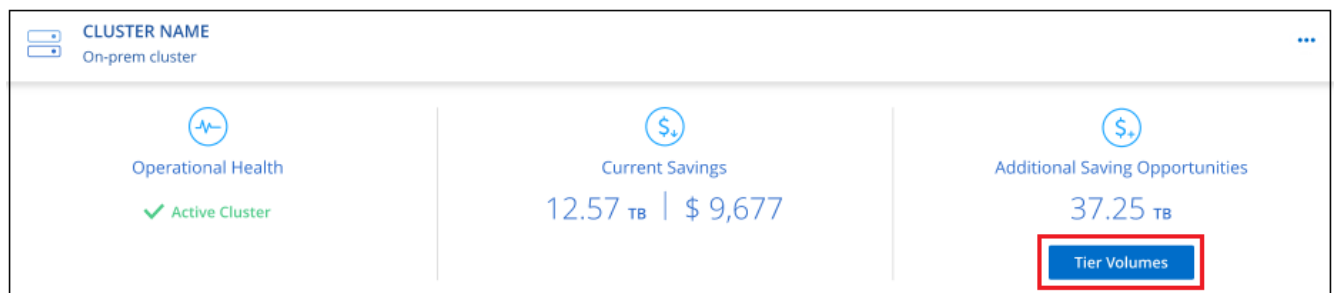 CLUSTER NAME
On-prem cluster
Operational Health
Active Cluster
Current Savings
12.57 TB | $ 9,677
Additional Saving Opportunities
37.25 TB
Tier Volumes